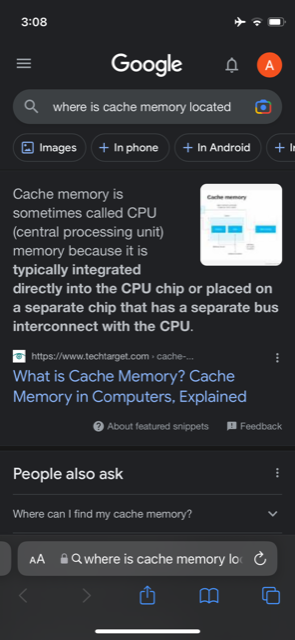 3:08
Google
A
where is cache memory located
Images
+ In phone
+ In Android
+ I
Cache memory is
sometimes called CPU
(central processing unit)
memory because it is
typically integrated
directly into the CPU chip or placed on
a separate chip that has a separate bus
interconnect with the CPU.
Cache memory
https://www.techtarget.com › cache-...
What is Cache Memory? Cache
Memory in Computers, Explained
About featured snippets
Feedback
People also ask
Where can I find my cache memory?
AA
where is cache memory lo